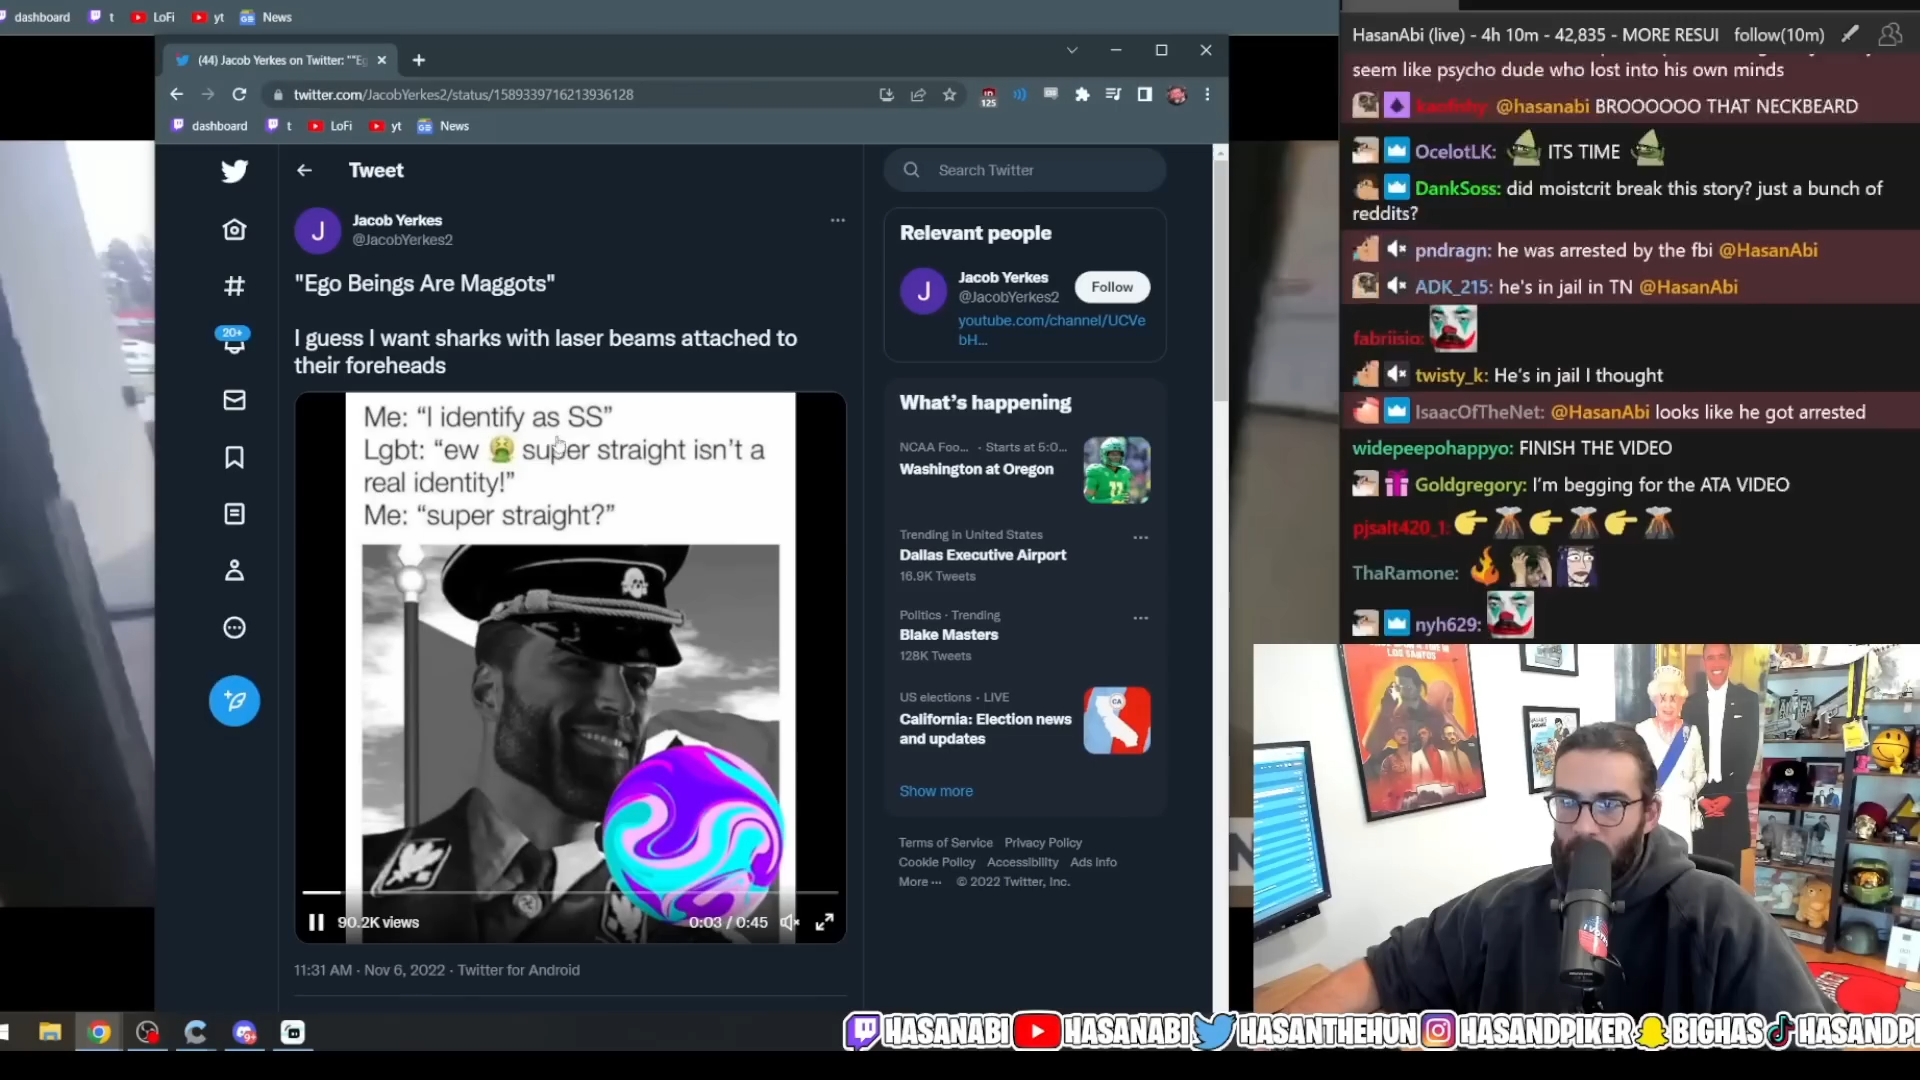 dashboard
t
LoFi
yt
News
(44) Jacob Yerkes on Twitter: ""Eg
twitter.com/JacobYerkes2/status/1589339716213936128
125
dashboard
t
LoFi
yt
News
Tweet
Search Twitter
J
Jacob Yerkes
@JacobYerkes2
"Ego Beings Are Maggots"
I guess I want sharks with laser beams attached to
their foreheads
20+
Me: “I identify as SS”
Lgbt: “ew 🤮 super straight isn’t a
real identity!”
Me: “super straight?”
90.2K views
0:03 / 0:45
11:31 AM · Nov 6, 2022 · Twitter for Android
Relevant people
J
Jacob Yerkes
@JacobYerkes2
Follow
youtube.com/channel/UCVe
bH...
What’s happening
NCAA Foo... · Starts at 5:0...
Washington at Oregon
Trending in United States
Dallas Executive Airport
16.9K Tweets
Politics · Trending
Blake Masters
128K Tweets
US elections · LIVE
California: Election news
and updates
CA
Show more
Terms of Service Privacy Policy
Cookie Policy Accessibility Ads info
More ··· © 2022 Twitter, Inc.
HasanAbi (live) - 4h 10m - 42,835 - MORE RESUI follow(10m)
seem like psycho dude who lost into his own minds
kanfishy @hasanabi BROOOOOO THAT NECKBEARD
OcelotLK: ITS TIME
DankSoss: did moistcrit break this story? just a bunch of
reddits?
pndragn: he was arrested by the fbi @HasanAbi
ADK_215: he's in jail in TN @HasanAbi
fabriisio:
twisty_k: He's in jail I thought
IsaacOfTheNet: @HasanAbi looks like he got arrested
widepeepohappyo: FINISH THE VIDEO
Goldgregory: I’m begging for the ATA VIDEO
pjsalt420_1: 👉🌋👉🌋👉🌋
ThaRamone:
nyh629:
LOS SANTOS
HASANABI HASANABI HASANTHEHUN HASANDPIKER BIGHAS HASANDPI